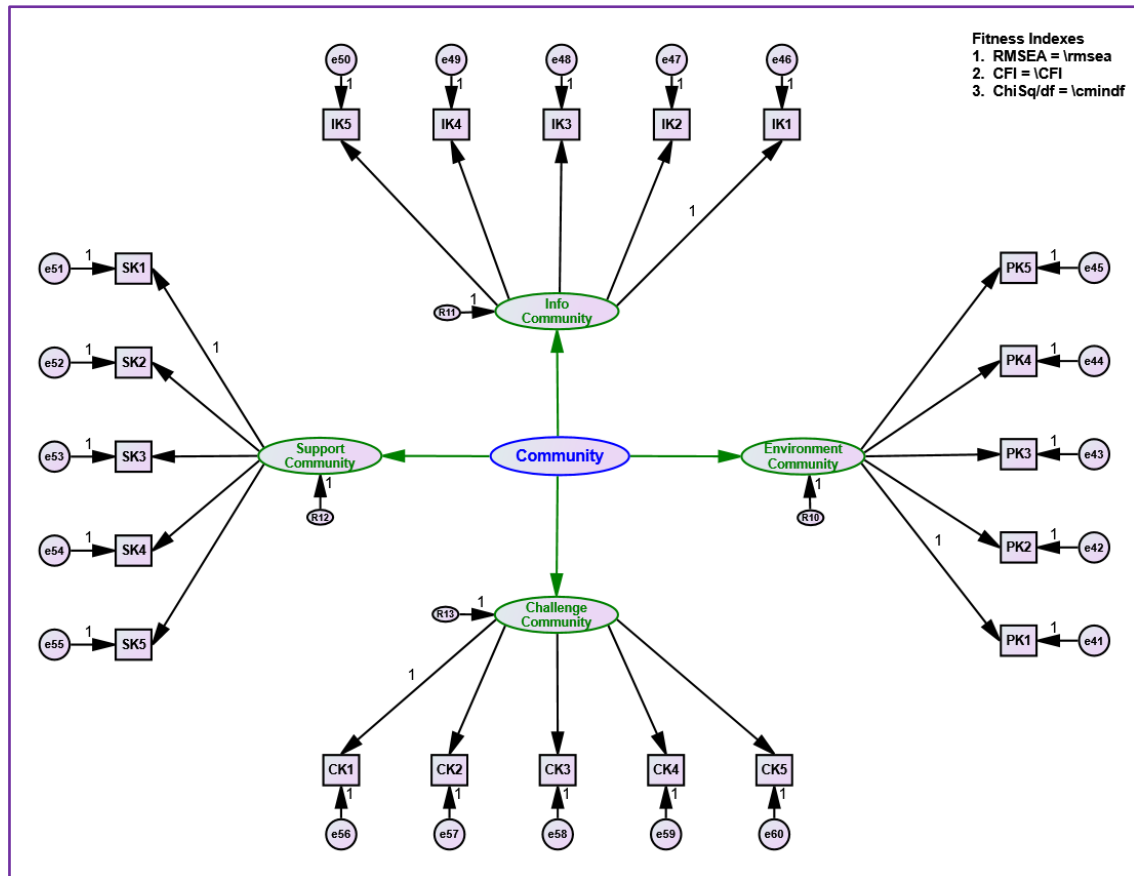 Fitness Indexes
1. RMSEA = \rmsea
2. CFI = \CFI
3. ChiSq/df = \cmindf
e50 e49 e48 e47 e46
1 1 1 1 1
IK5 IK4 IK3 IK2 IK1
1
e51 1 SK1
PK5 1 e45
R11 1 Info
Community
1
e52 1 SK2
PK4 1 e44
e53 1 SK3
Support
Community
Community
Environment
Community
PK3 1 e43
1
R12
1
R10
e54 1 SK4
PK2 1 e42
1
R13 1 Challenge
Community
e55 1 SK5
PK1 1 e41
1
CK1 CK2 CK3 CK4 CK5
1 1 1 1 1
e56 e57 e58 e59 e60